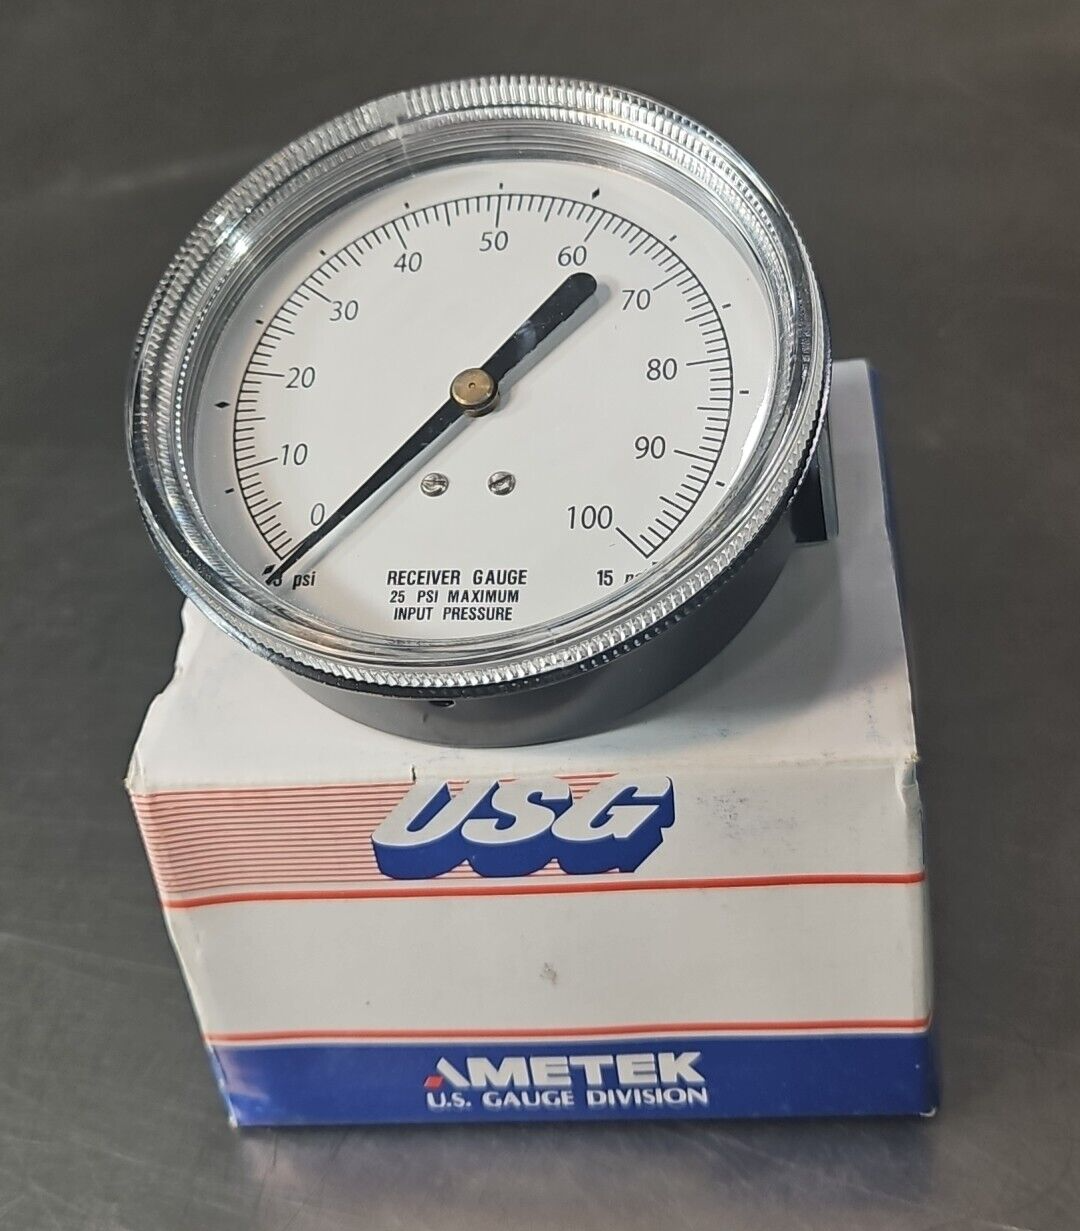 50
40
60
30
70
20
80
10
90
0
100
psi
RECEIVER GAUGE
15
25 PSI MAXIMUM
INPUT PRESSURE
USG
AMETEK
U.S. GAUGE DIVISION